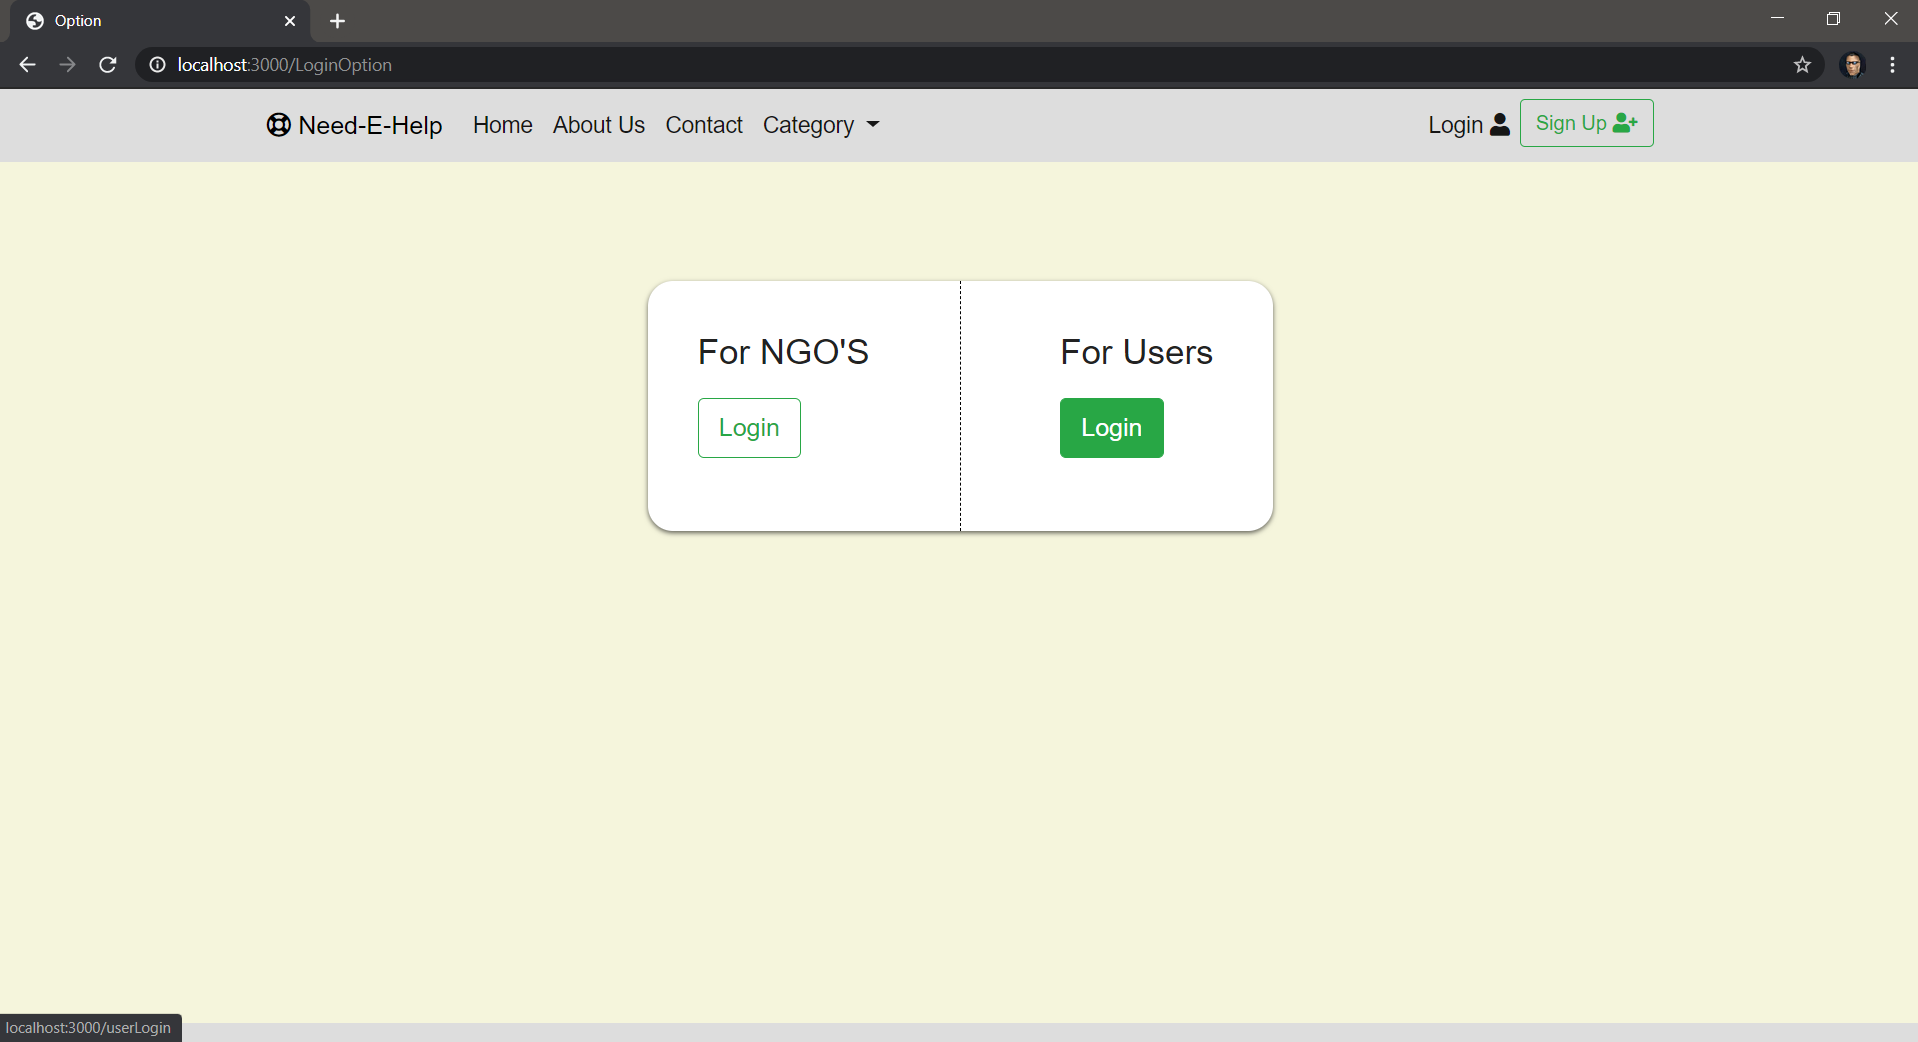 Option
localhost:3000/LoginOption
Need-E-Help Home About Us Contact Category Login Sign Up
For NGO'S For Users
Login Login
localhost:3000/userLogin